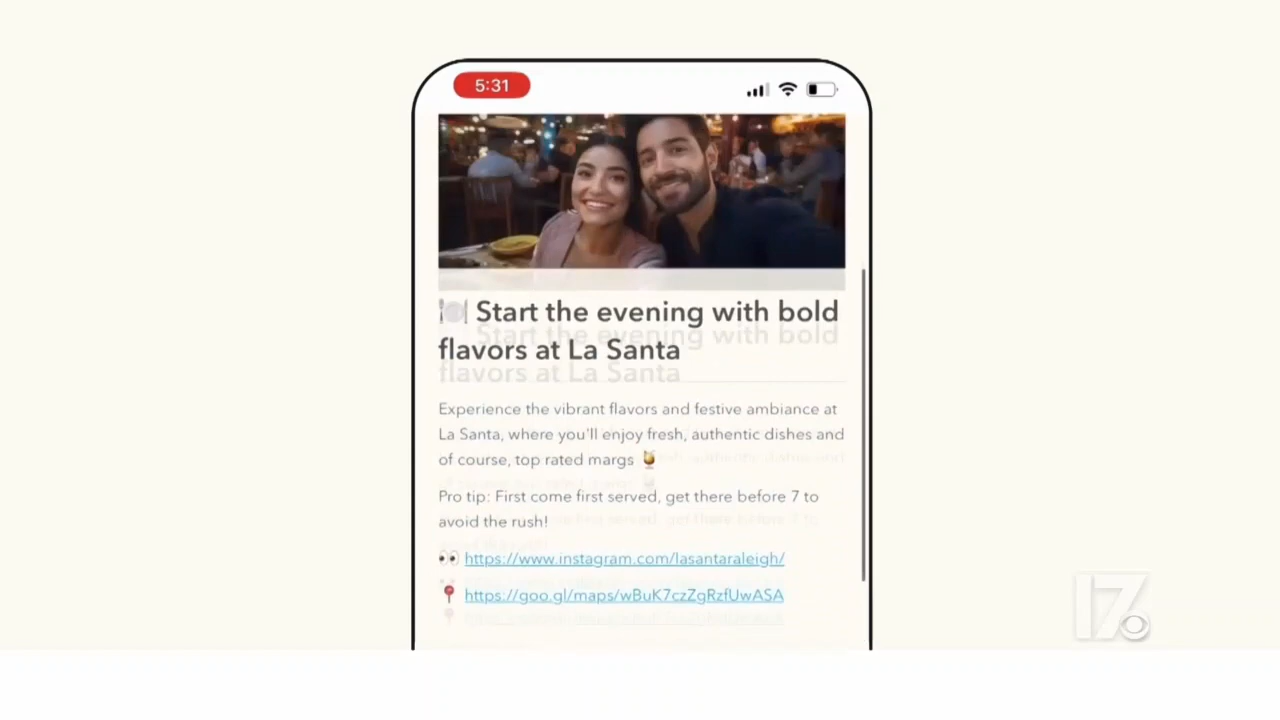 5:31
🍽️ Start the evening with bold
flavors at La Santa
Experience the vibrant flavors and festive ambiance at
La Santa, where you'll enjoy fresh, authentic dishes and
of course, top rated margs 🍹
Pro tip: First come first served, get there before 7 to
avoid the rush!
👀 https://www.instagram.com/lasantaraleigh/
📍 https://goo.gl/maps/wBuK7czZgRzfUwASA
17